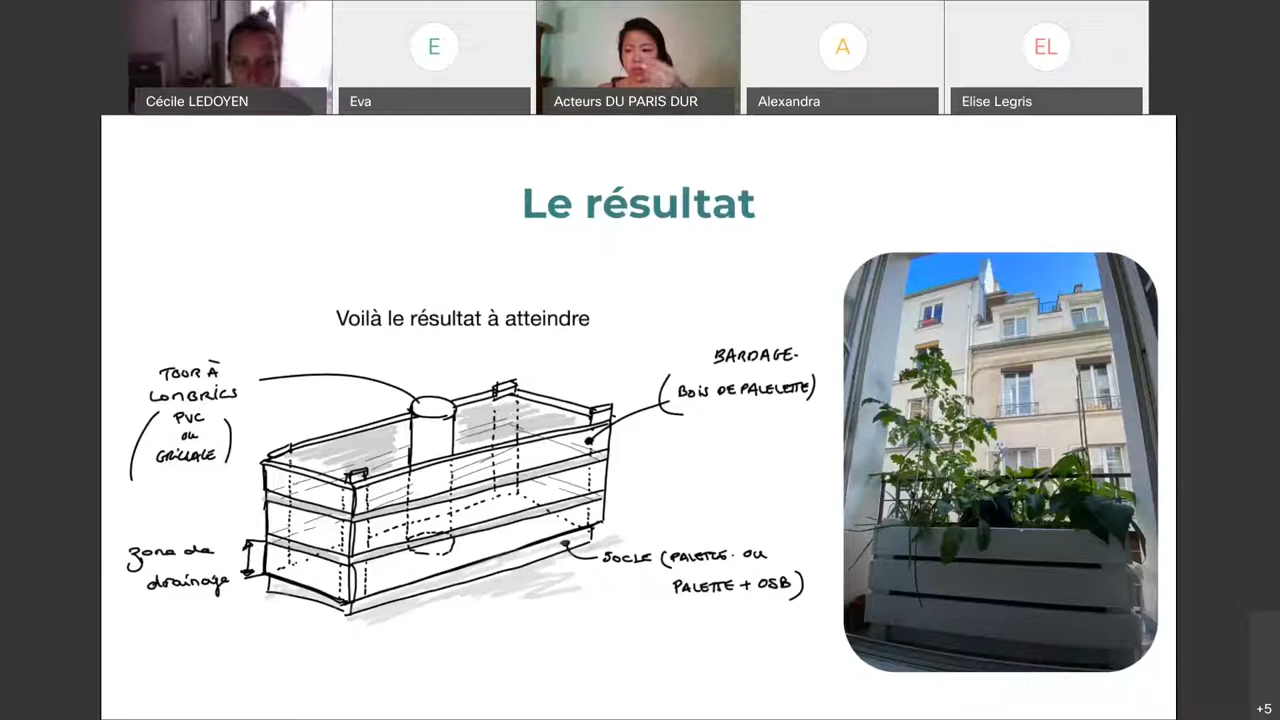 E
A
EL
Cécile LEDOYEN
Eva
Acteurs DU PARIS DUR
Alexandra
Elise Legris
Le résultat
Voilà le résultat à atteindre
TOUR À
LOMBRICS
(PVC
ou
GRILLAGE)
BARDAGE.
(BOIS DE PALELETTE)
zone de
drainage
SOCLE (PALETTE. OU
PALETTE + OSB)
+5